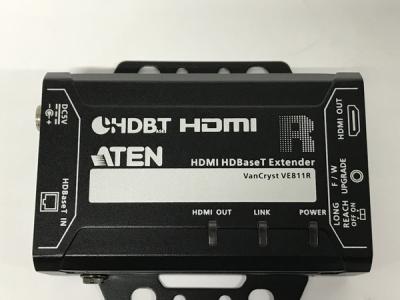 DC5V
HDBT
HDMI
R
ATEN
HDMI HDBaseT Extender
VanCryst VE811R
HDBaseT IN
HDMI OUT
LINK
POWER
HDMI OUT
F/W
UPGRADE
LONG
REACH
OFF ON